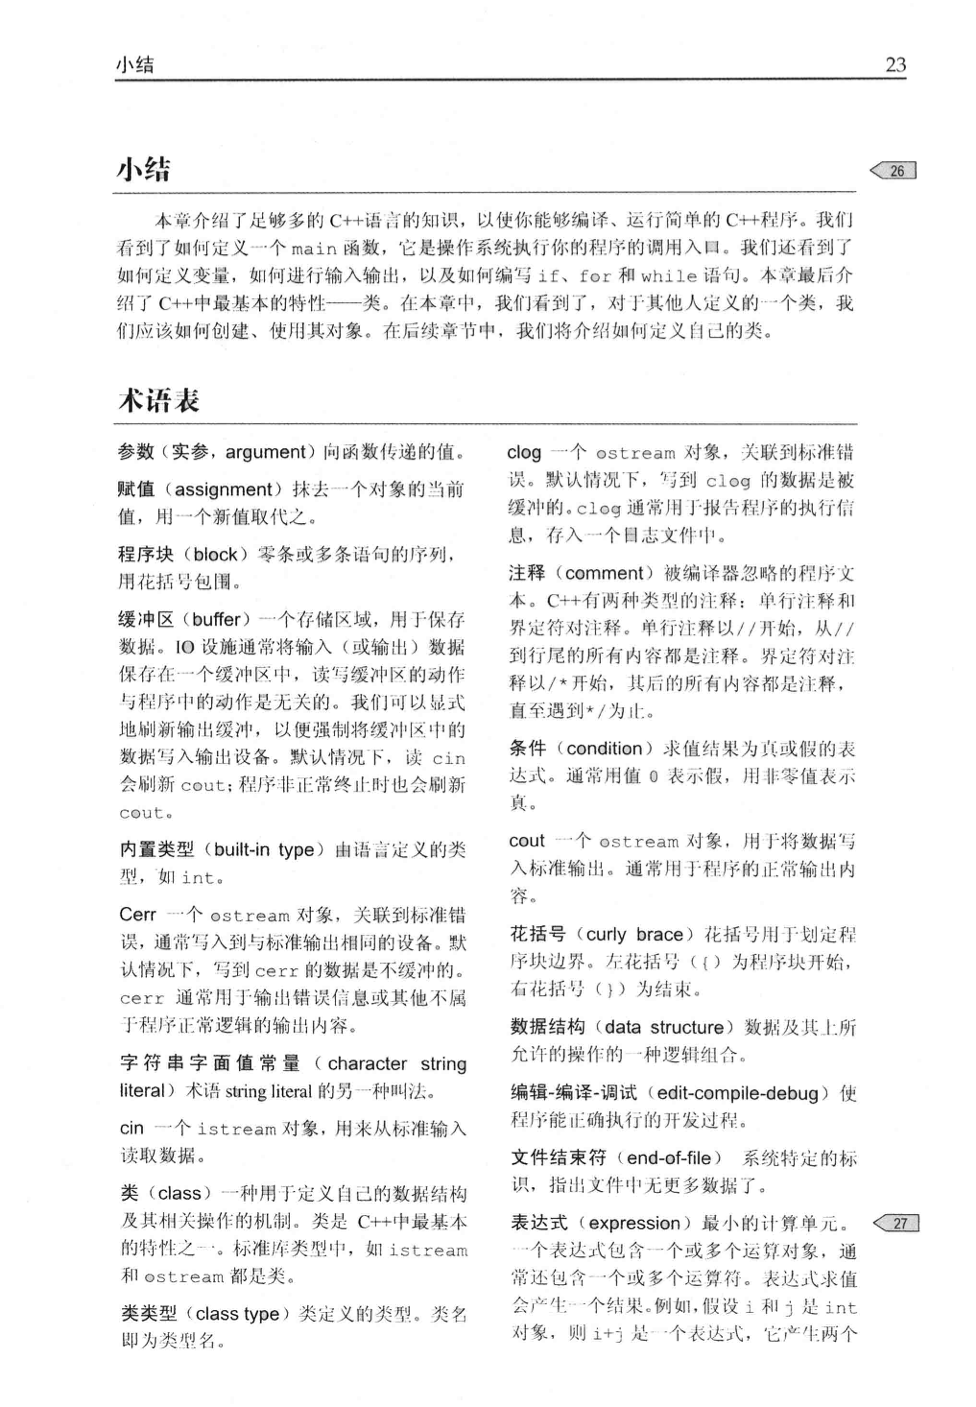 小结 23
小结
26
本章介绍了足够多的 C++语言的知识，以使你能够编译、运行简单的 C++程序。我们
看到了如何定义一个 main 函数，它是操作系统执行你的程序的调用入口。我们还看到了
如何定义变量，如何进行输入输出，以及如何编写 if、for 和 while 语句。本章最后介
绍了 C++中最基本的特性——类。在本章中，我们看到了，对于其他人定义的一个类，我
们应该如何创建、使用其对象。在后续章节中，我们将介绍如何定义自己的类。
术语表
参数（实参，argument）向函数传递的值。
赋值（assignment）抹去一个对象的当前
值，用一个新值取代之。
程序块（block）零条或多条语句的序列，
用花括号包围。
缓冲区（buffer）一个存储区域，用于保存
数据。IO 设施通常将输入（或输出）数据
保存在一个缓冲区中，读写缓冲区的动作
与程序中的动作是无关的。我们可以显式
地刷新输出缓冲，以便强制将缓冲区中的
数据写入输出设备。默认情况下，读 cin
会刷新 cout；程序非正常终止时也会刷新
cout。
内置类型（built-in type）由语言定义的类
型，如 int。
Cerr 一个 ostream 对象，关联到标准错
误，通常写入到与标准输出相同的设备。默
认情况下，写到 cerr 的数据是不缓冲的。
cerr 通常用于输出错误信息或其他不属
于程序正常逻辑的输出内容。
字符串字面值常量（character string
literal）术语 string literal 的另一种叫法。
cin 一个 istream 对象，用来从标准输入
读取数据。
类（class）一种用于定义自己的数据结构
及其相关操作的机制。类是 C++中最基本
的特性之一。标准库类型中，如 istream
和 ostream 都是类。
类类型（class type）类定义的类型。类名
即为类型名。
clog 一个 ostream 对象，关联到标准错
误。默认情况下，写到 clog 的数据是被
缓冲的。clog 通常用于报告程序的执行信
息，存入一个日志文件中。
注释（comment）被编译器忽略的程序文
本。C++有两种类型的注释：单行注释和
界定符对注释。单行注释以//开始，从//
到行尾的所有内容都是注释。界定符对注
释以/*开始，其后的所有内容都是注释，
直至遇到*/为止。
条件（condition）求值结果为真或假的表
达式。通常用值 0 表示假，用非零值表示
真。
cout 一个 ostream 对象，用于将数据写
入标准输出。通常用于程序的正常输出内
容。
花括号（curly brace）花括号用于划定程
序块边界。左花括号（{）为程序块开始，
右花括号（}）为结束。
数据结构（data structure）数据及其上所
允许的操作的一种逻辑组合。
编辑-编译-调试（edit-compile-debug）使
程序能正确执行的开发过程。
文件结束符（end-of-file） 系统特定的标
识，指出文件中无更多数据了。
表达式（expression）最小的计算单元。
27
一个表达式包含一个或多个运算对象，通
常还包含一个或多个运算符。表达式求值
会产生一个结果。例如，假设 i 和 j 是 int
对象，则 i+j 是一个表达式，它产生两个